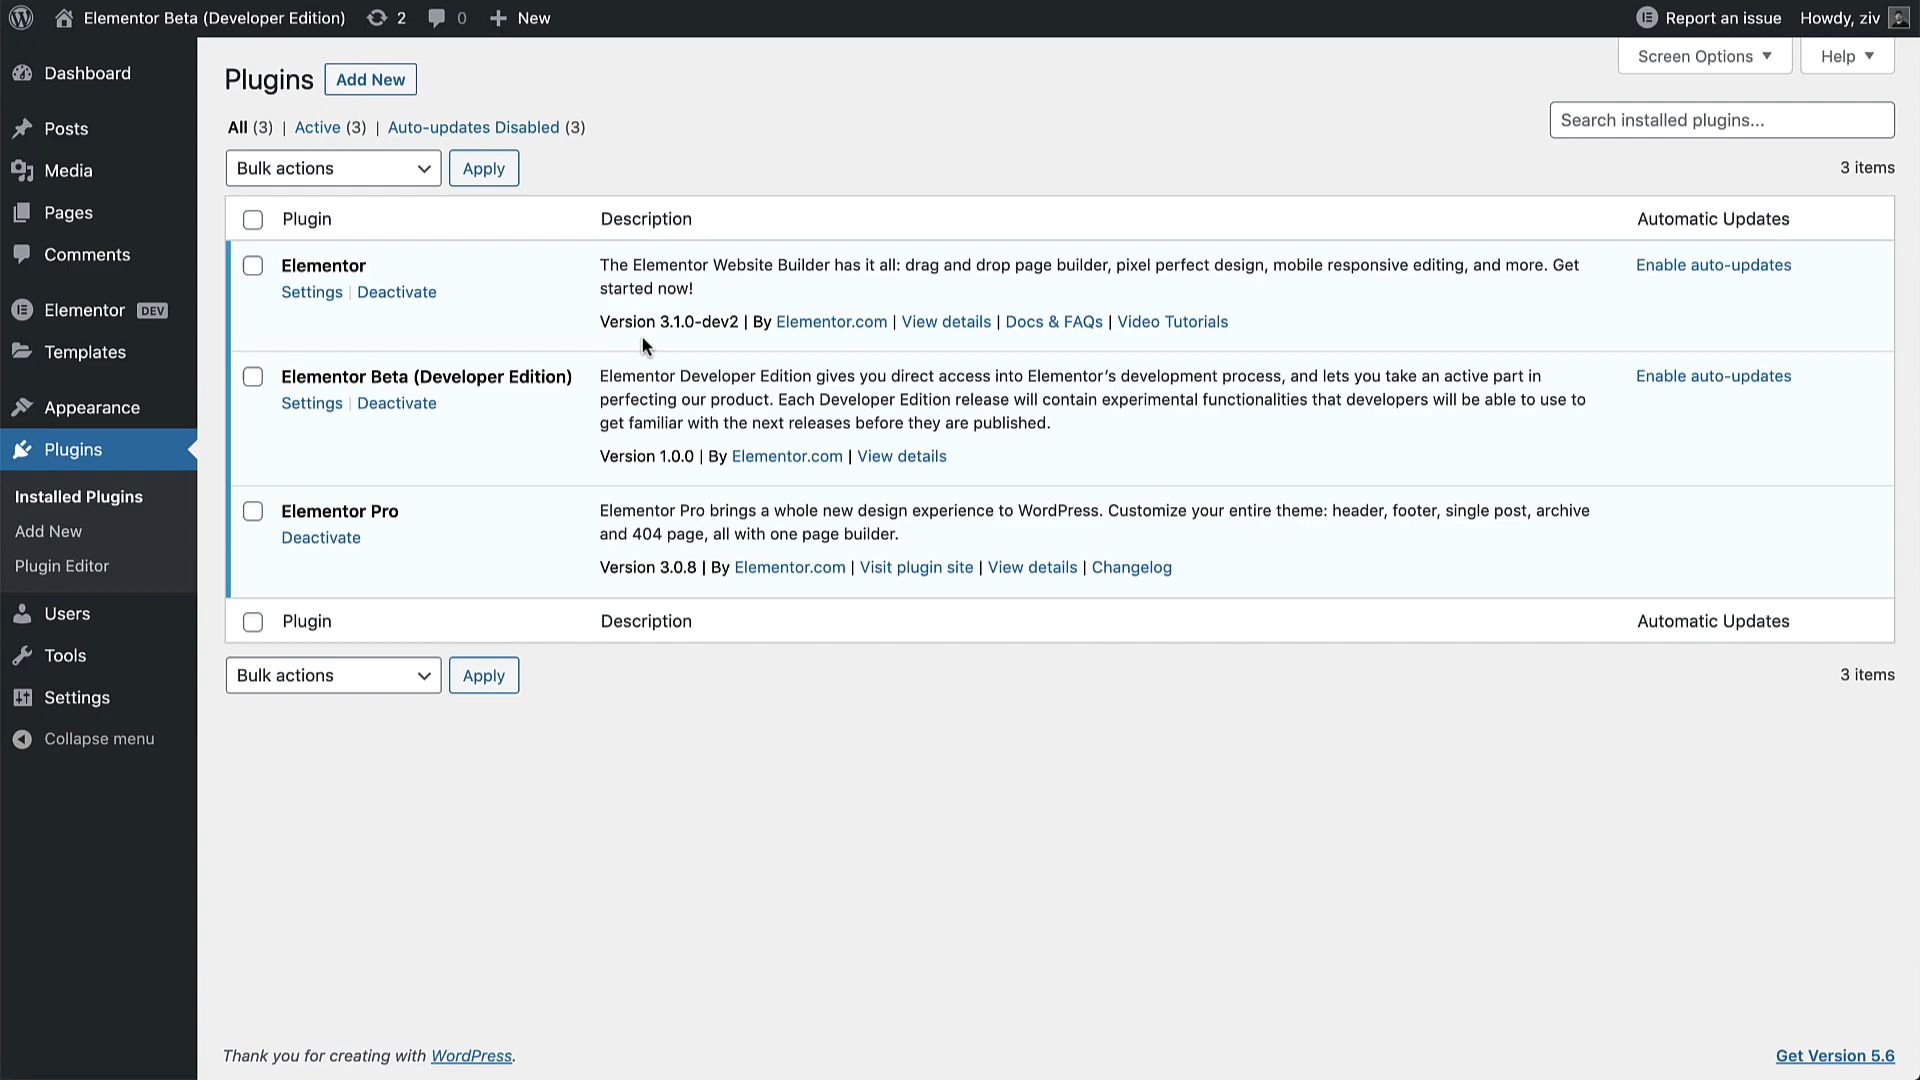 Elementor Beta (Developer Edition) 2 0 New Report an issue Howdy, ziv
Dashboard
Posts
Media
Pages
Comments
Elementor DEV
Templates
Appearance
Plugins
Installed Plugins
Add New
Plugin Editor
Users
Tools
Settings
Collapse menu
Screen Options Help
Plugins Add New
All (3) | Active (3) | Auto-updates Disabled (3)
Search installed plugins...
Bulk actions Apply
3 items
Plugin Description Automatic Updates
Elementor
Settings | Deactivate
The Elementor Website Builder has it all: drag and drop page builder, pixel perfect design, mobile responsive editing, and more. Get
started now!
Version 3.1.0-dev2 | By Elementor.com | View details | Docs & FAQs | Video Tutorials
Enable auto-updates
Elementor Beta (Developer Edition)
Settings | Deactivate
Elementor Developer Edition gives you direct access into Elementor’s development process, and lets you take an active part in
perfecting our product. Each Developer Edition release will contain experimental functionalities that developers will be able to use to
get familiar with the next releases before they are published.
Version 1.0.0 | By Elementor.com | View details
Enable auto-updates
Elementor Pro
Deactivate
Elementor Pro brings a whole new design experience to WordPress. Customize your entire theme: header, footer, single post, archive
and 404 page, all with one page builder.
Version 3.0.8 | By Elementor.com | Visit plugin site | View details | Changelog
Plugin Description Automatic Updates
Bulk actions Apply
3 items
Thank you for creating with WordPress.
Get Version 5.6